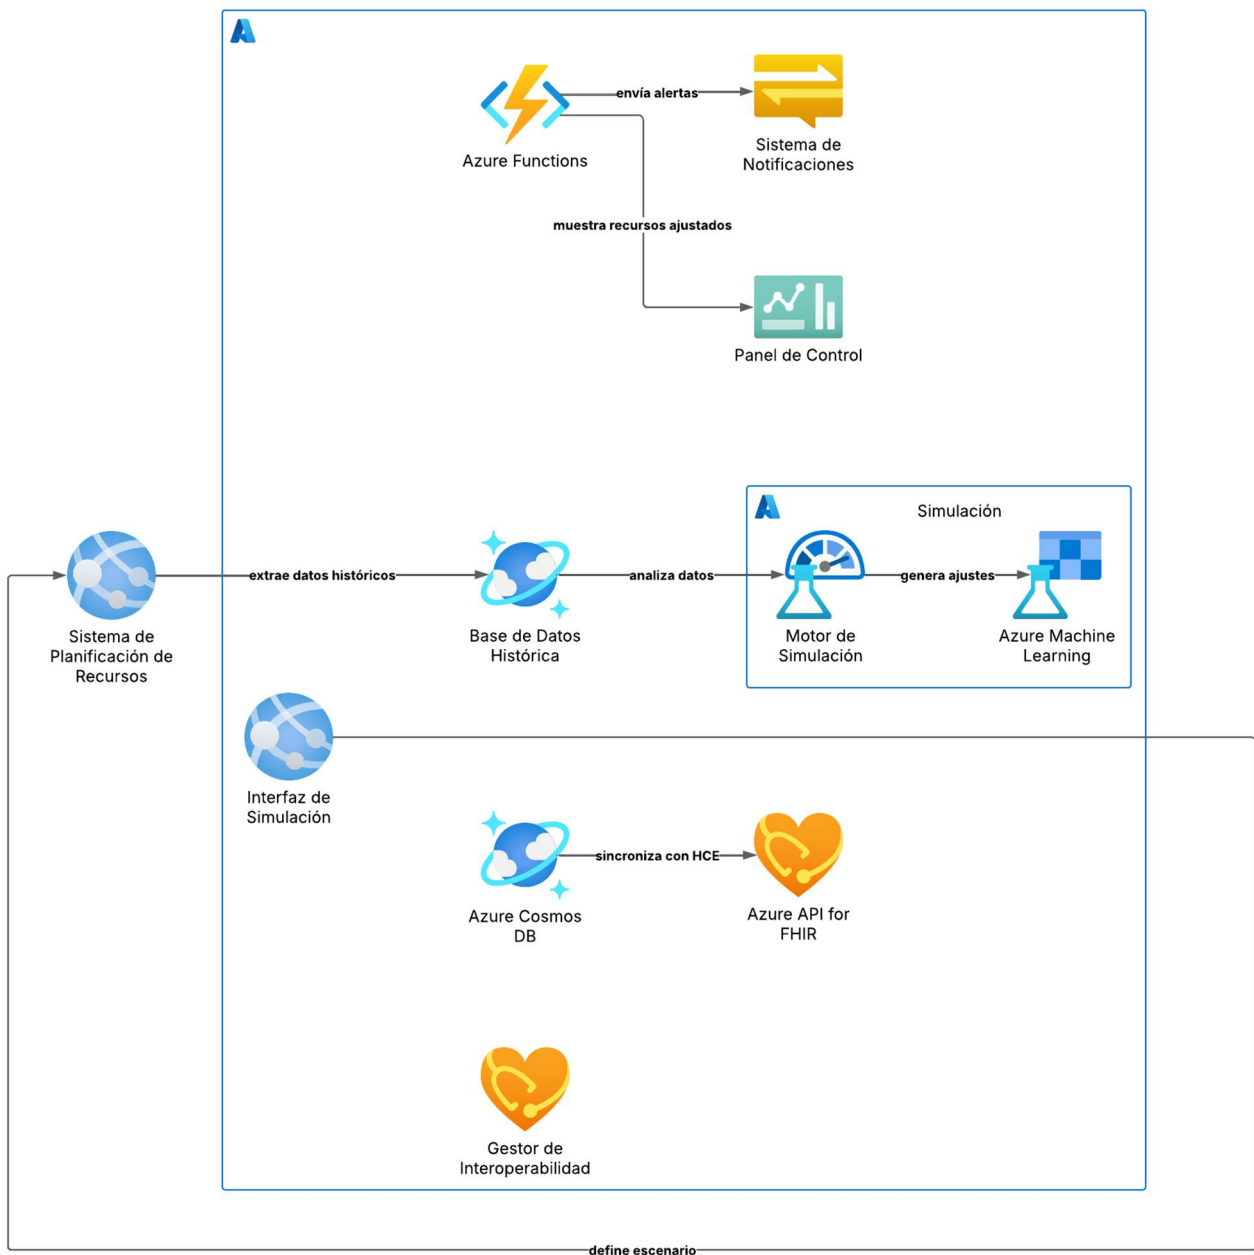 envía alertas
Azure Functions
Sistema de
Notificaciones
muestra recursos ajustados
Panel de Control
Simulación
extrae datos históricos
analiza datos
genera ajustes
Sistema de
Planificación de
Recursos
Base de Datos
Histórica
Motor de
Simulación
Azure Machine
Learning
Interfaz de
Simulación
sincroniza con HCE
Azure Cosmos
DB
Azure API for
FHIR
Gestor de
Interoperabilidad
define escenario